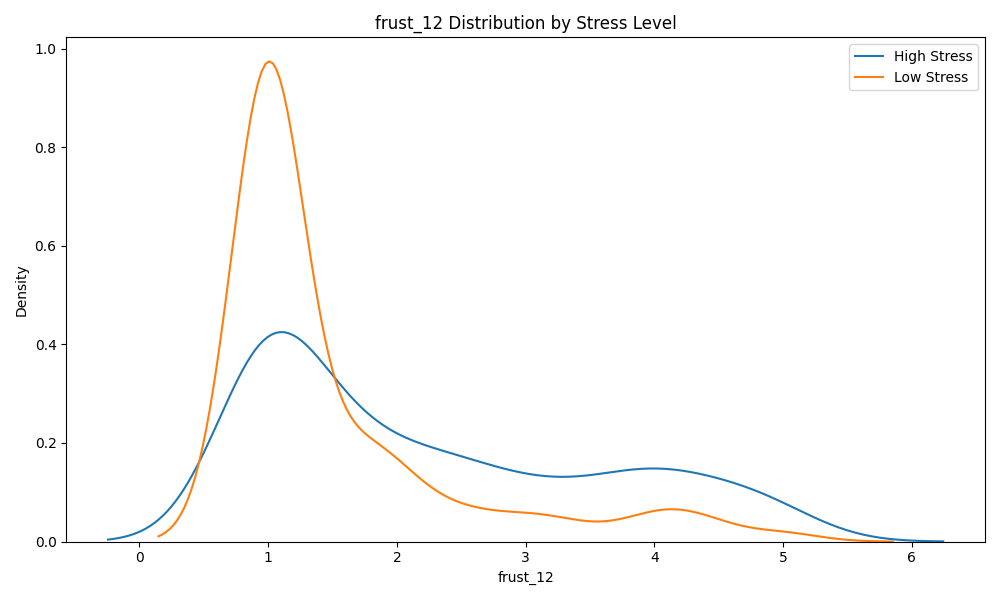 frust_12 Distribution by Stress Level
High Stress
Low Stress
Density
1.0
0.8
0.6
0.4
0.2
0.0
0 1 2 3 4 5 6
frust_12